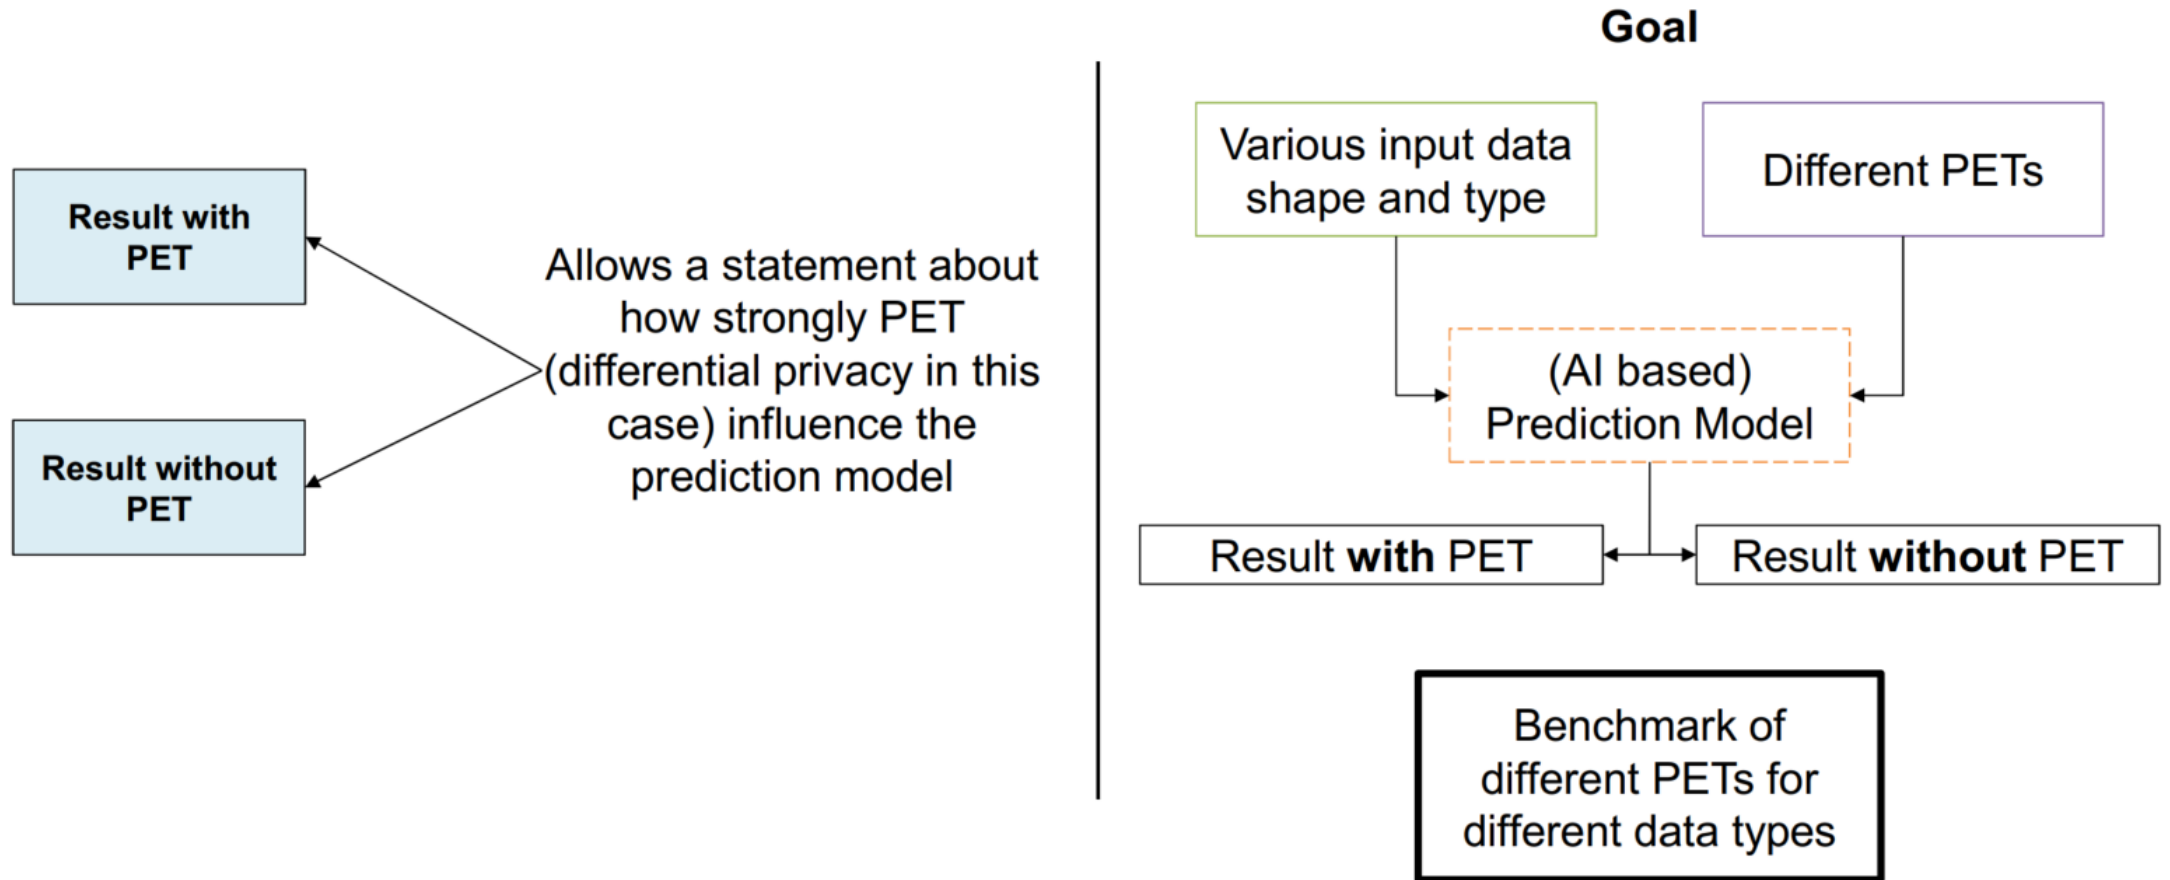 Result with
PET
Result without
PET
Allows a statement about
how strongly PET
(differential privacy in this
case) influence the
prediction model
Goal
Various input data
shape and type
Different PETs
(AI based)
Prediction Model
Result with PET
Result without PET
Benchmark of
different PETs for
different data types